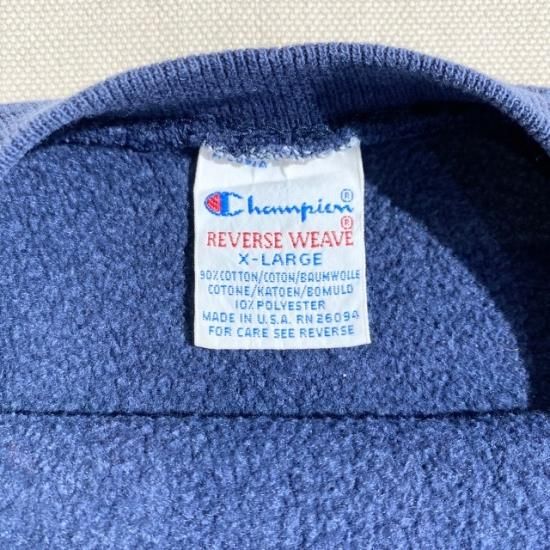 Champion®
REVERSE WEAVE®
X-LARGE
90% COTTON/COTON/BAUMWOLLE
COTONE/KATOEN/BOMULD
10% POLYESTER
MADE IN U.S.A. RN 26094
FOR CARE SEE REVERSE